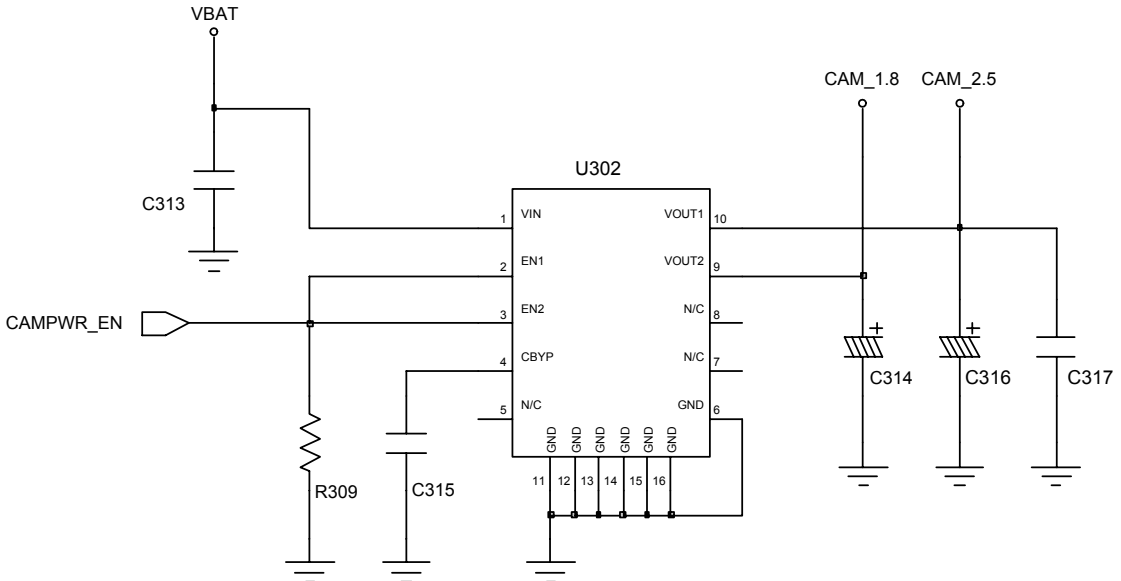 VBAT
CAM_1.8 CAM_2.5
U302
C313
1 VIN VOUT1 10
2 EN1 VOUT2 9
CAMPWR_EN
3 EN2 N/C 8
4 CBYP N/C 7
C314 C316 C317
5 N/C GND 6
GND GND GND GND GND GND
11 12 13 14 15 16
R309 C315